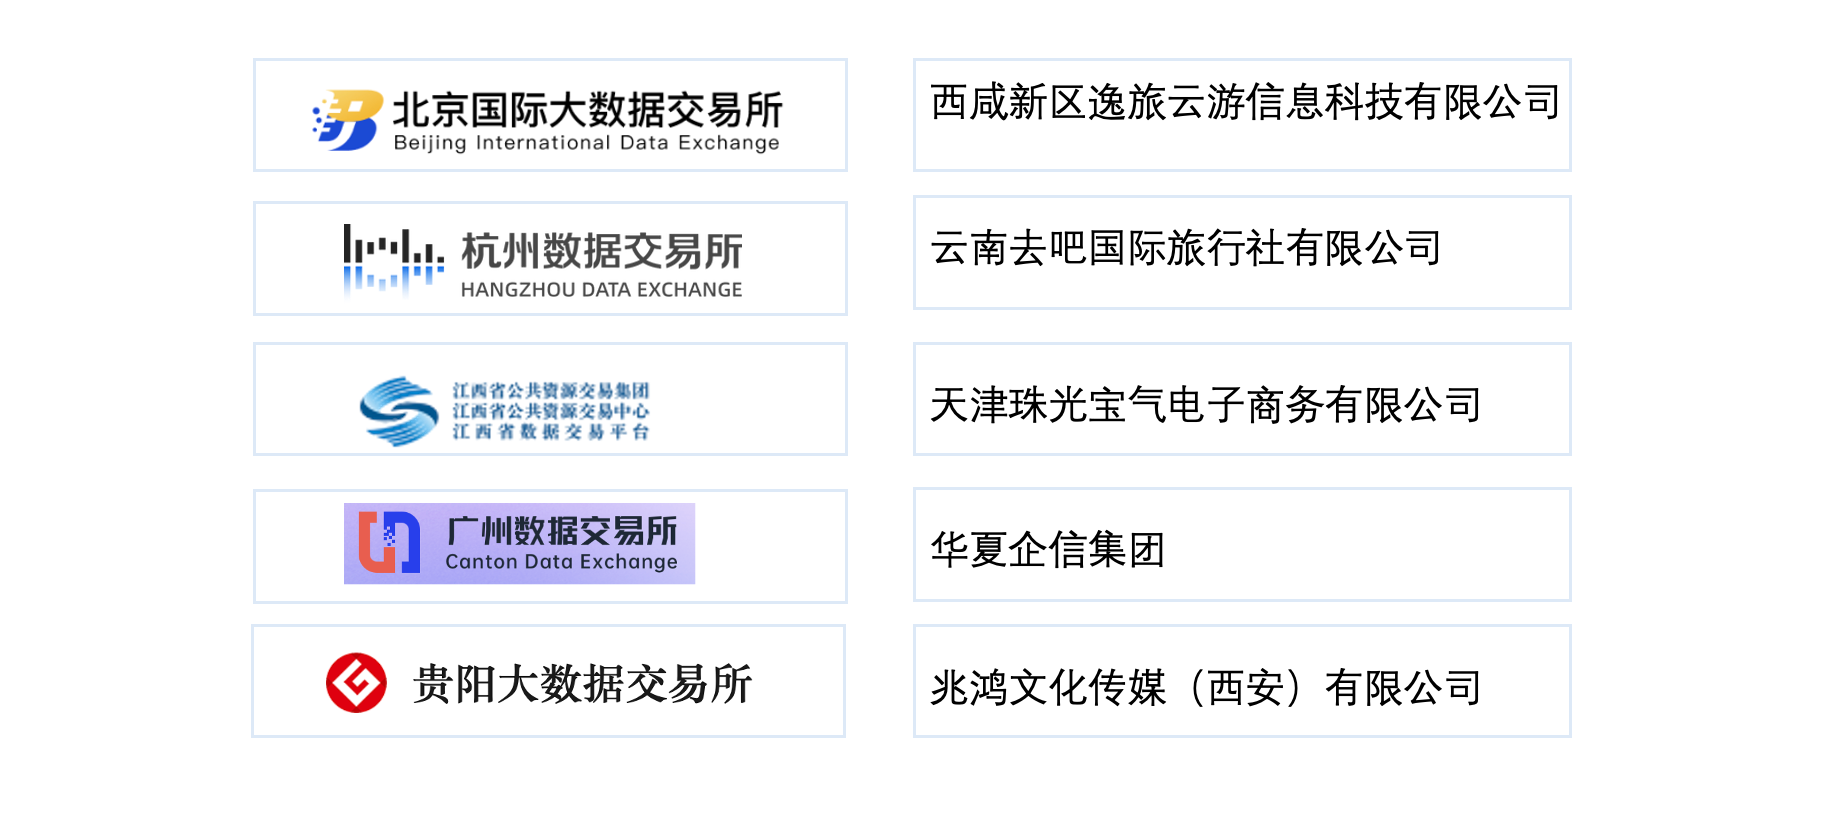 北京国际大数据交易所
Beijing International Data Exchange
西咸新区逸旅云游信息科技有限公司
杭州数据交易所
HANGZHOU DATA EXCHANGE
云南去吧国际旅行社有限公司
江西省公共资源交易集团
江西省公共资源交易中心
江西省数据交易平台
天津珠光宝气电子商务有限公司
广州数据交易所
Canton Data Exchange
华夏企信集团
贵阳大数据交易所
兆鸿文化传媒（西安）有限公司